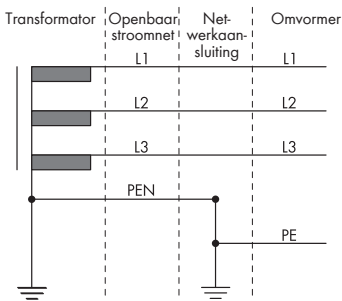 Transformator
Openbaar
stroomnet
Net-
werkaan-
sluiting
Omvormer
L1
L1
L2
L2
L3
L3
PEN
PE